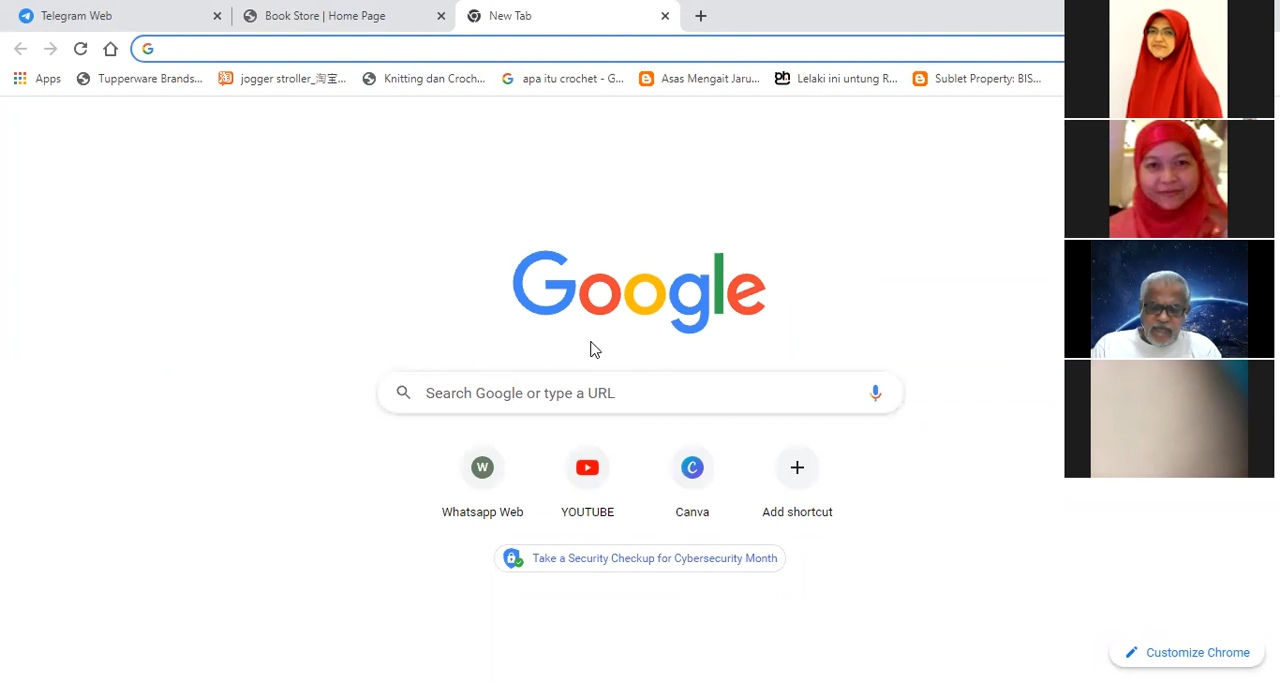 Telegram Web
Book Store | Home Page
New Tab
Apps
Tupperware Brands...
jogger stroller_淘宝...
Knitting dan Croch...
apa itu crochet - G...
Asas Mengait Jaru...
Lelaki ini untung R...
Sublet Property: BIS...
Google
Search Google or type a URL
W
Whatsapp Web
YOUTUBE
Canva
Add shortcut
Take a Security Checkup for Cybersecurity Month
Customize Chrome